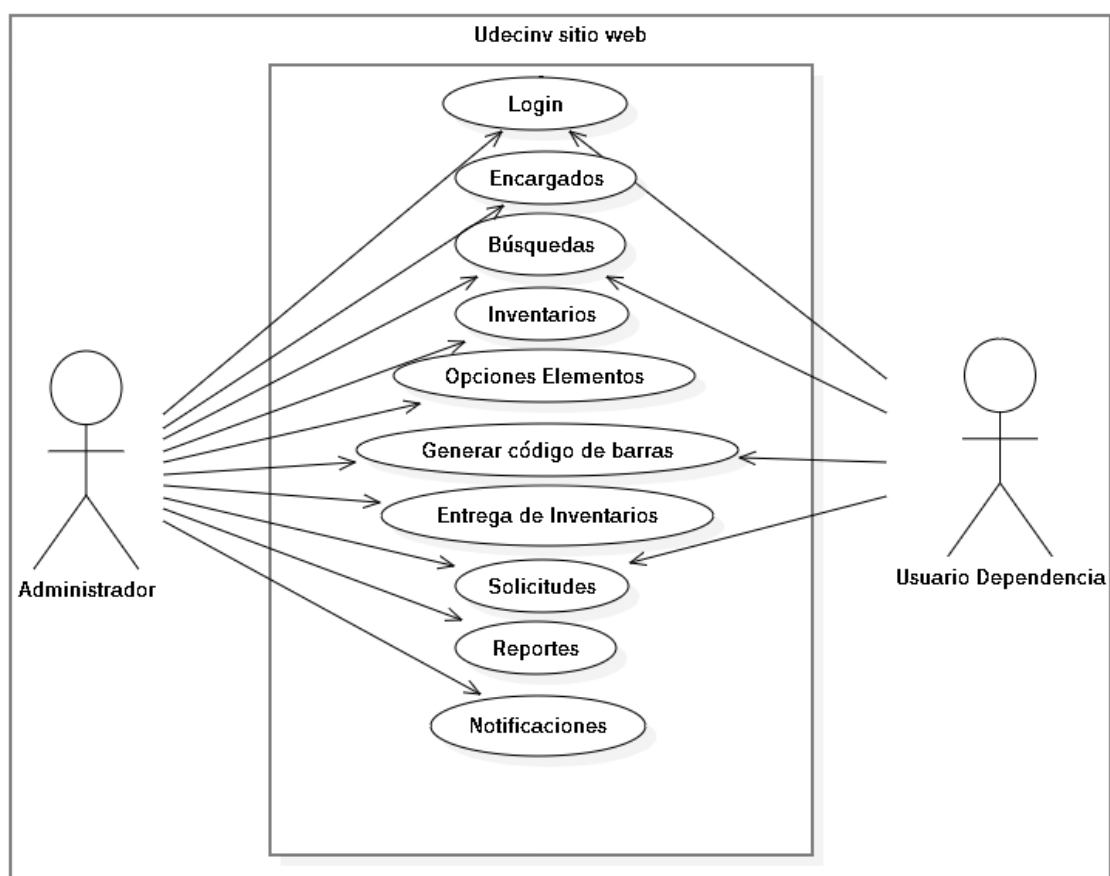 Udecinv sitio web
Login
Encargados
Búsquedas
Inventarios
Opciones Elementos
Generar código de barras
Entrega de Inventarios
Solicitudes
Reportes
Notificaciones
Administrador
Usuario Dependencia